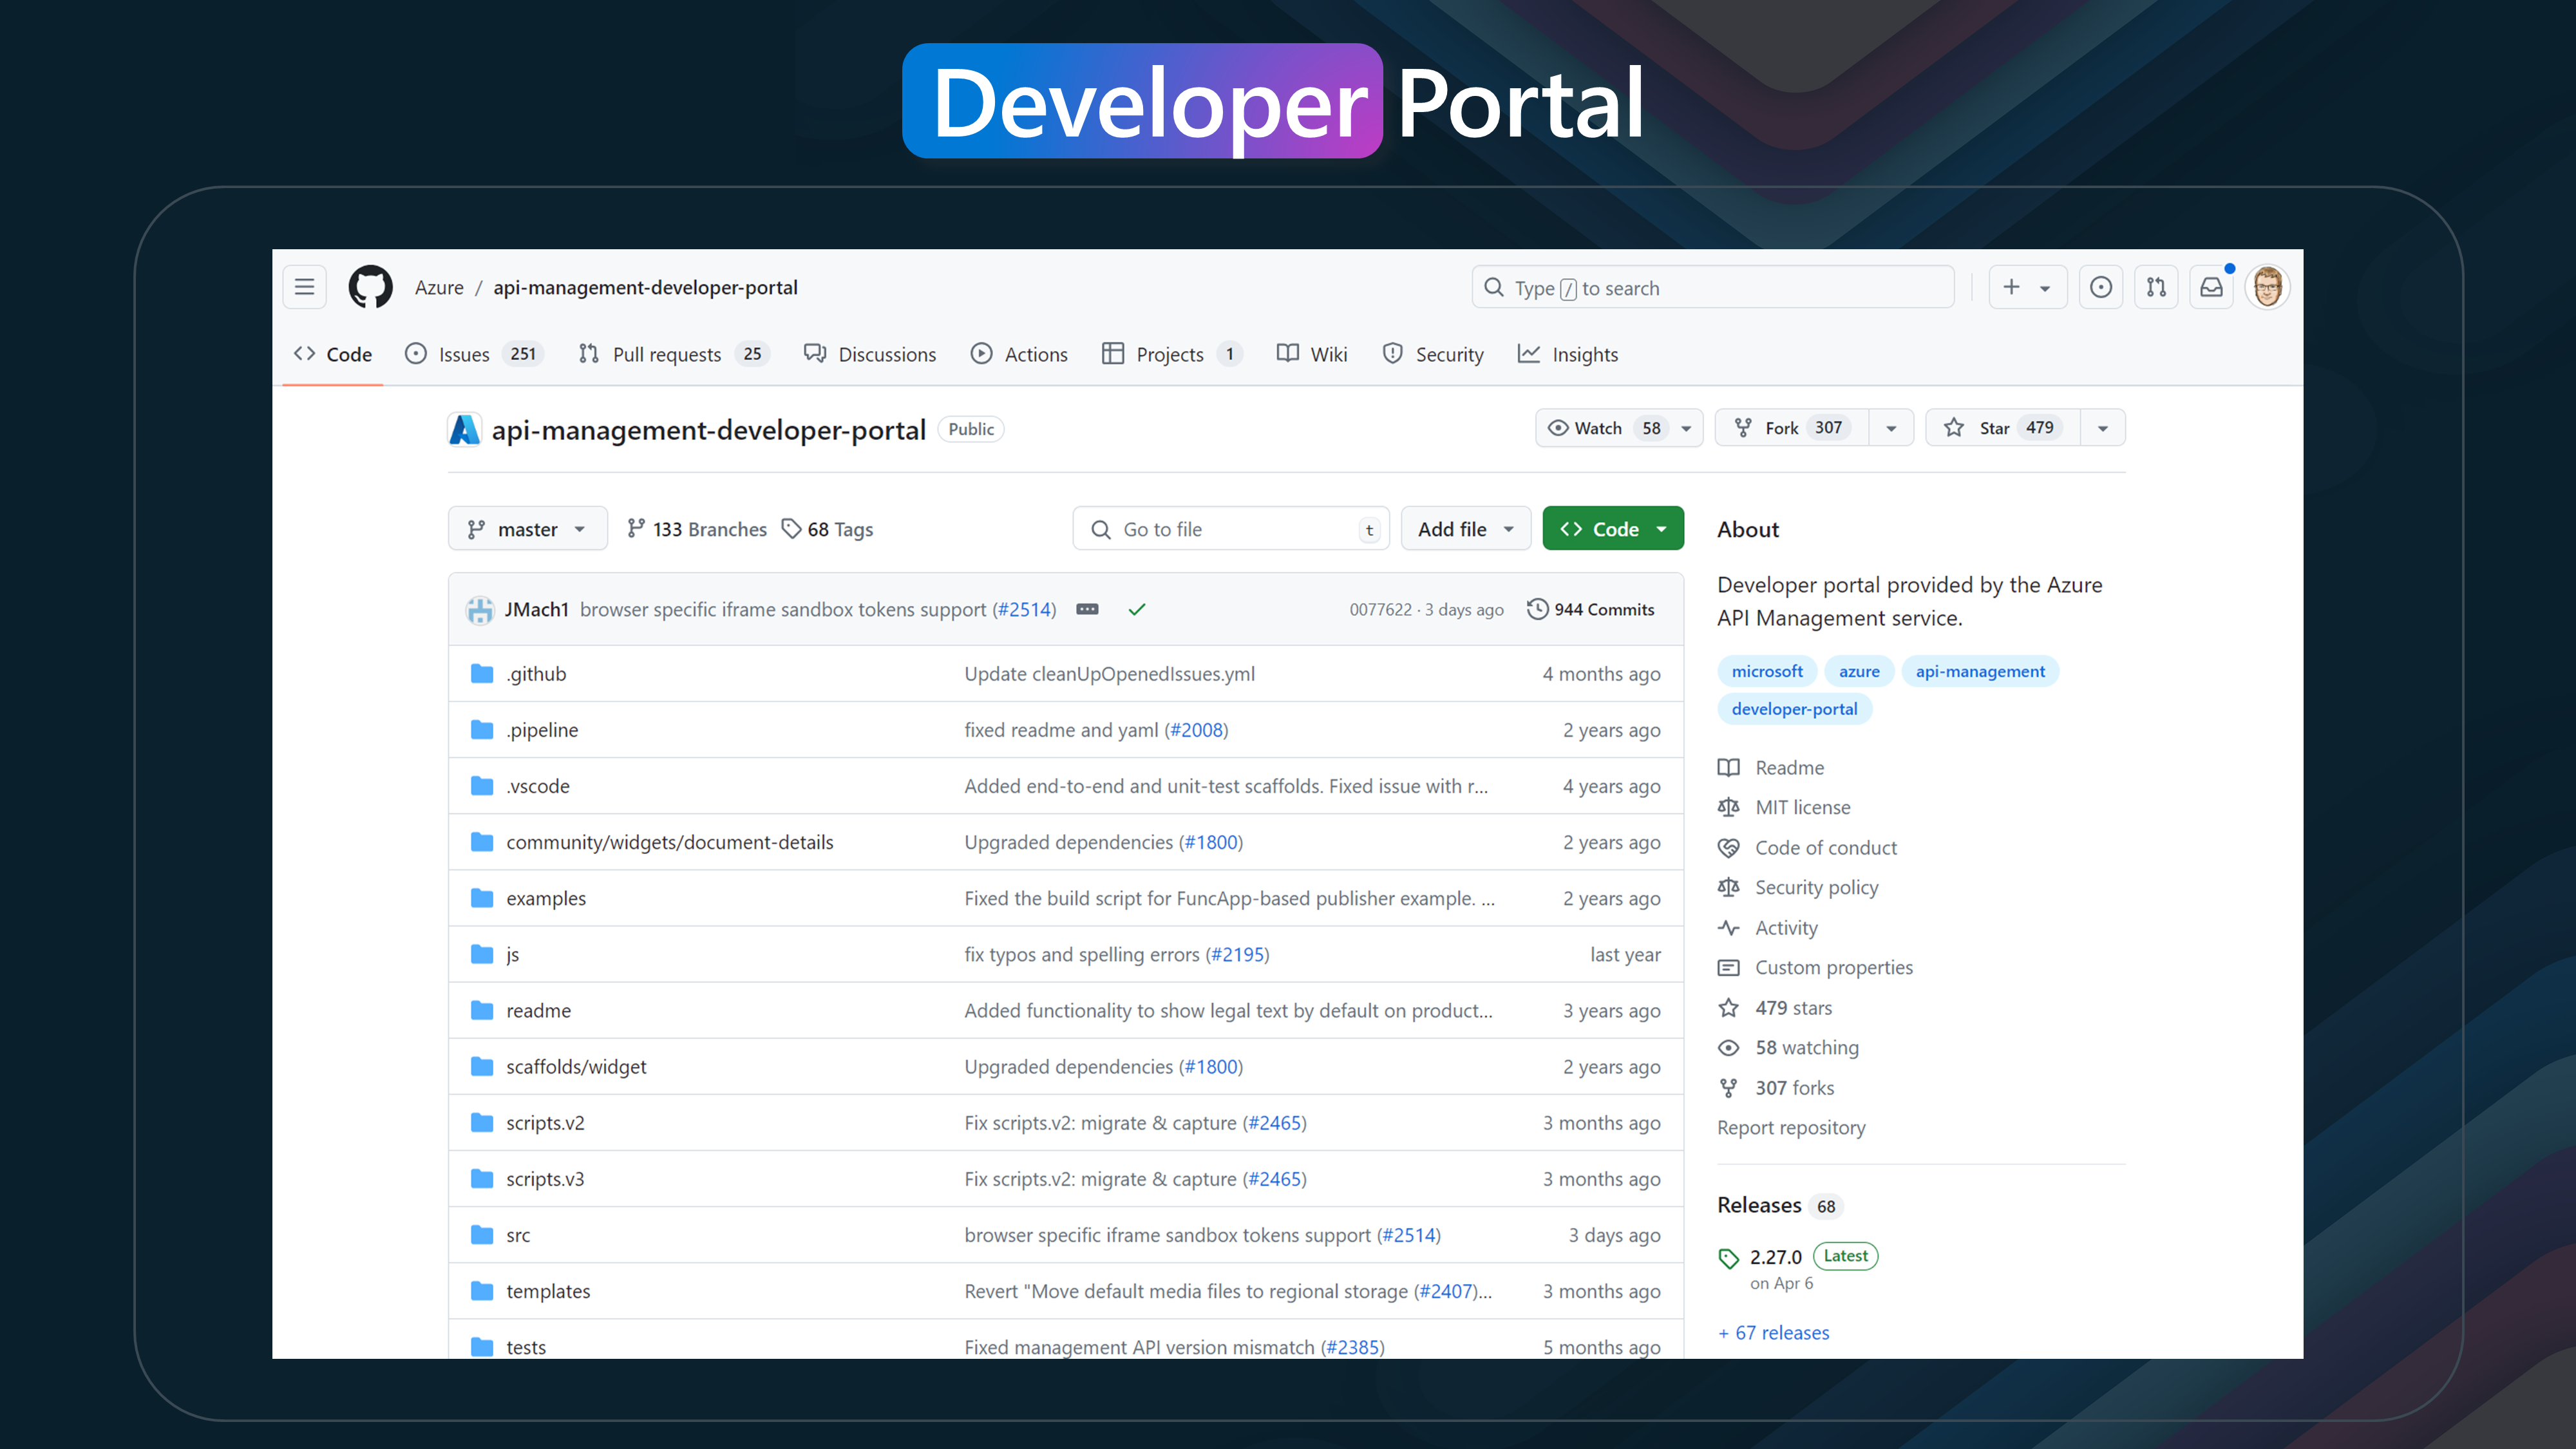 Developer Portal
Azure / api-management-developer-portal
Type / to search
Code
Issues 251
Pull requests 25
Discussions
Actions
Projects 1
Wiki
Security
Insights
api-management-developer-portal Public
Watch 58
Fork 307
Star 479
master
133 Branches
68 Tags
Go to file t
Add file
Code
JMach1 browser specific iframe sandbox tokens support (#2514) 0077622 · 3 days ago 944 Commits
.github Update cleanUpOpenedIssues.yml 4 months ago
.pipeline fixed readme and yaml (#2008) 2 years ago
.vscode Added end-to-end and unit-test scaffolds. Fixed issue with r... 4 years ago
community/widgets/document-details Upgraded dependencies (#1800) 2 years ago
examples Fixed the build script for FuncApp-based publisher example. ... 2 years ago
js fix typos and spelling errors (#2195) last year
readme Added functionality to show legal text by default on product... 3 years ago
scaffolds/widget Upgraded dependencies (#1800) 2 years ago
scripts.v2 Fix scripts.v2: migrate & capture (#2465) 3 months ago
scripts.v3 Fix scripts.v2: migrate & capture (#2465) 3 months ago
src browser specific iframe sandbox tokens support (#2514) 3 days ago
templates Revert "Move default media files to regional storage (#2407)... 3 months ago
tests Fixed management API version mismatch (#2385) 5 months ago
About
Developer portal provided by the Azure
API Management service.
microsoft azure api-management
developer-portal
Readme
MIT license
Code of conduct
Security policy
Activity
Custom properties
479 stars
58 watching
307 forks
Report repository
Releases 68
2.27.0 Latest
on Apr 6
+ 67 releases